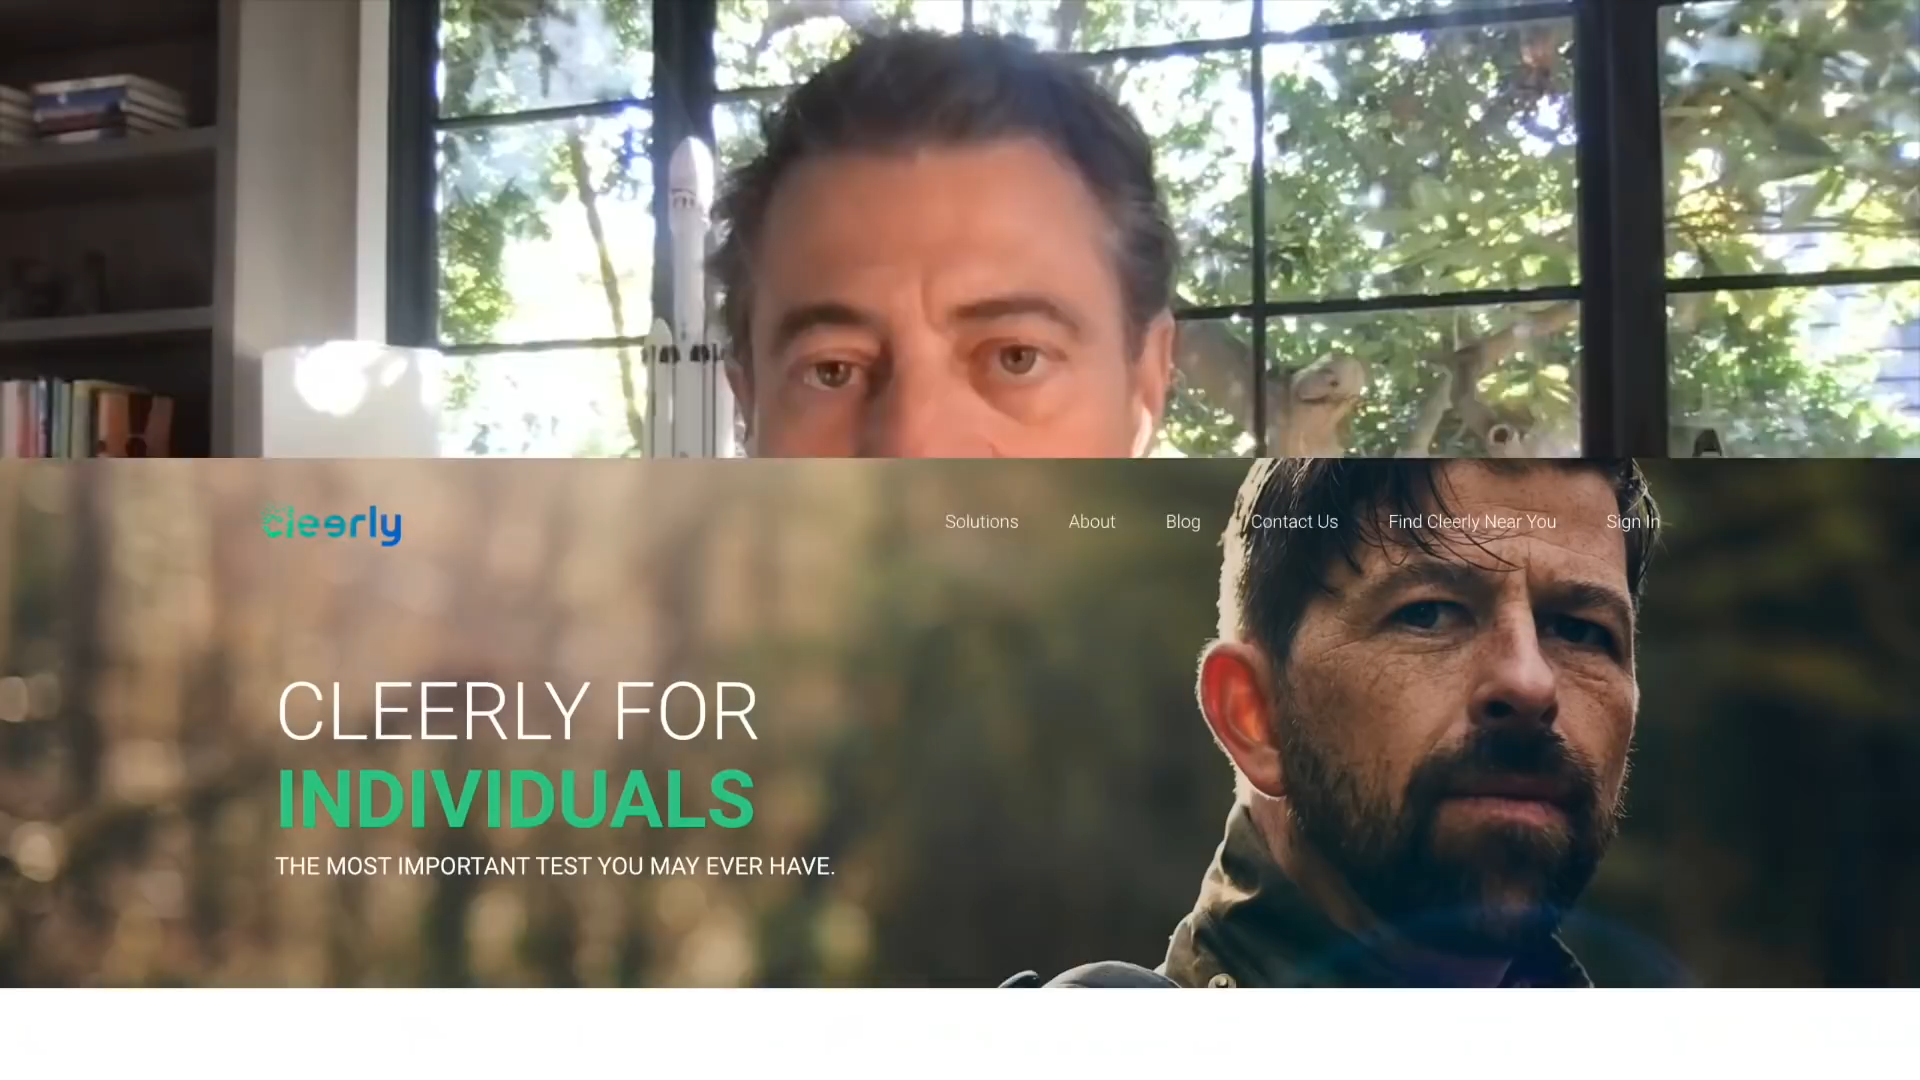 cleerly
Solutions About Blog Contact Us Find Cleerly Near You Sign In
CLEERLY FOR
INDIVIDUALS
THE MOST IMPORTANT TEST YOU MAY EVER HAVE.